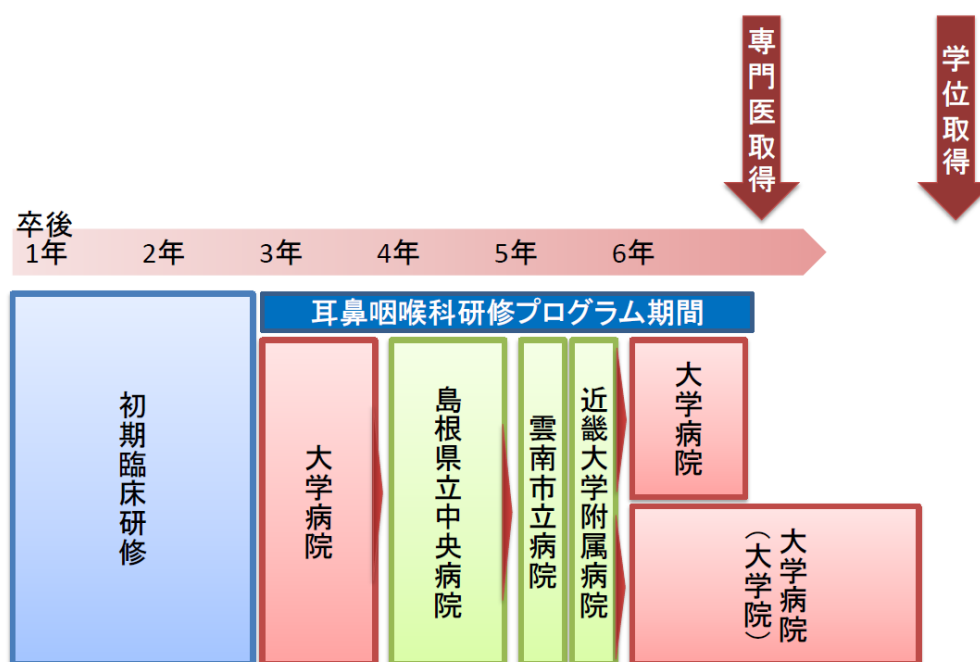 専門医取得
学位取得
卒後
1年 2年 3年 4年 5年 6年
耳鼻咽喉科研修プログラム期間
初期臨床研修
大学病院
島根県立中央病院
雲南市立病院
近畿大学附属病院
大学病院
大学病院
（大学院）